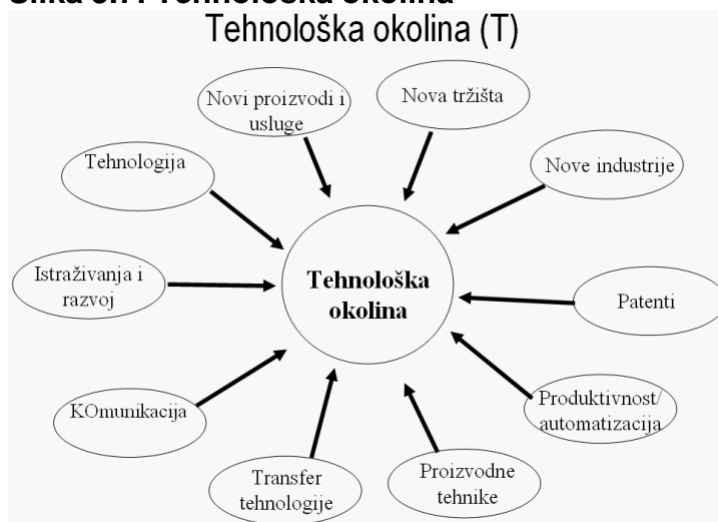 Tehnološka okolina (T)
Novi proizvodi i
usluge
Nova tržišta
Tehnologija
Nove industrije
Istraživanja i
razvoj
Tehnološka
okolina
Patenti
KOmunikacija
Produktivnost/
automatizacija
Transfer
tehnologije
Proizvodne
tehnike